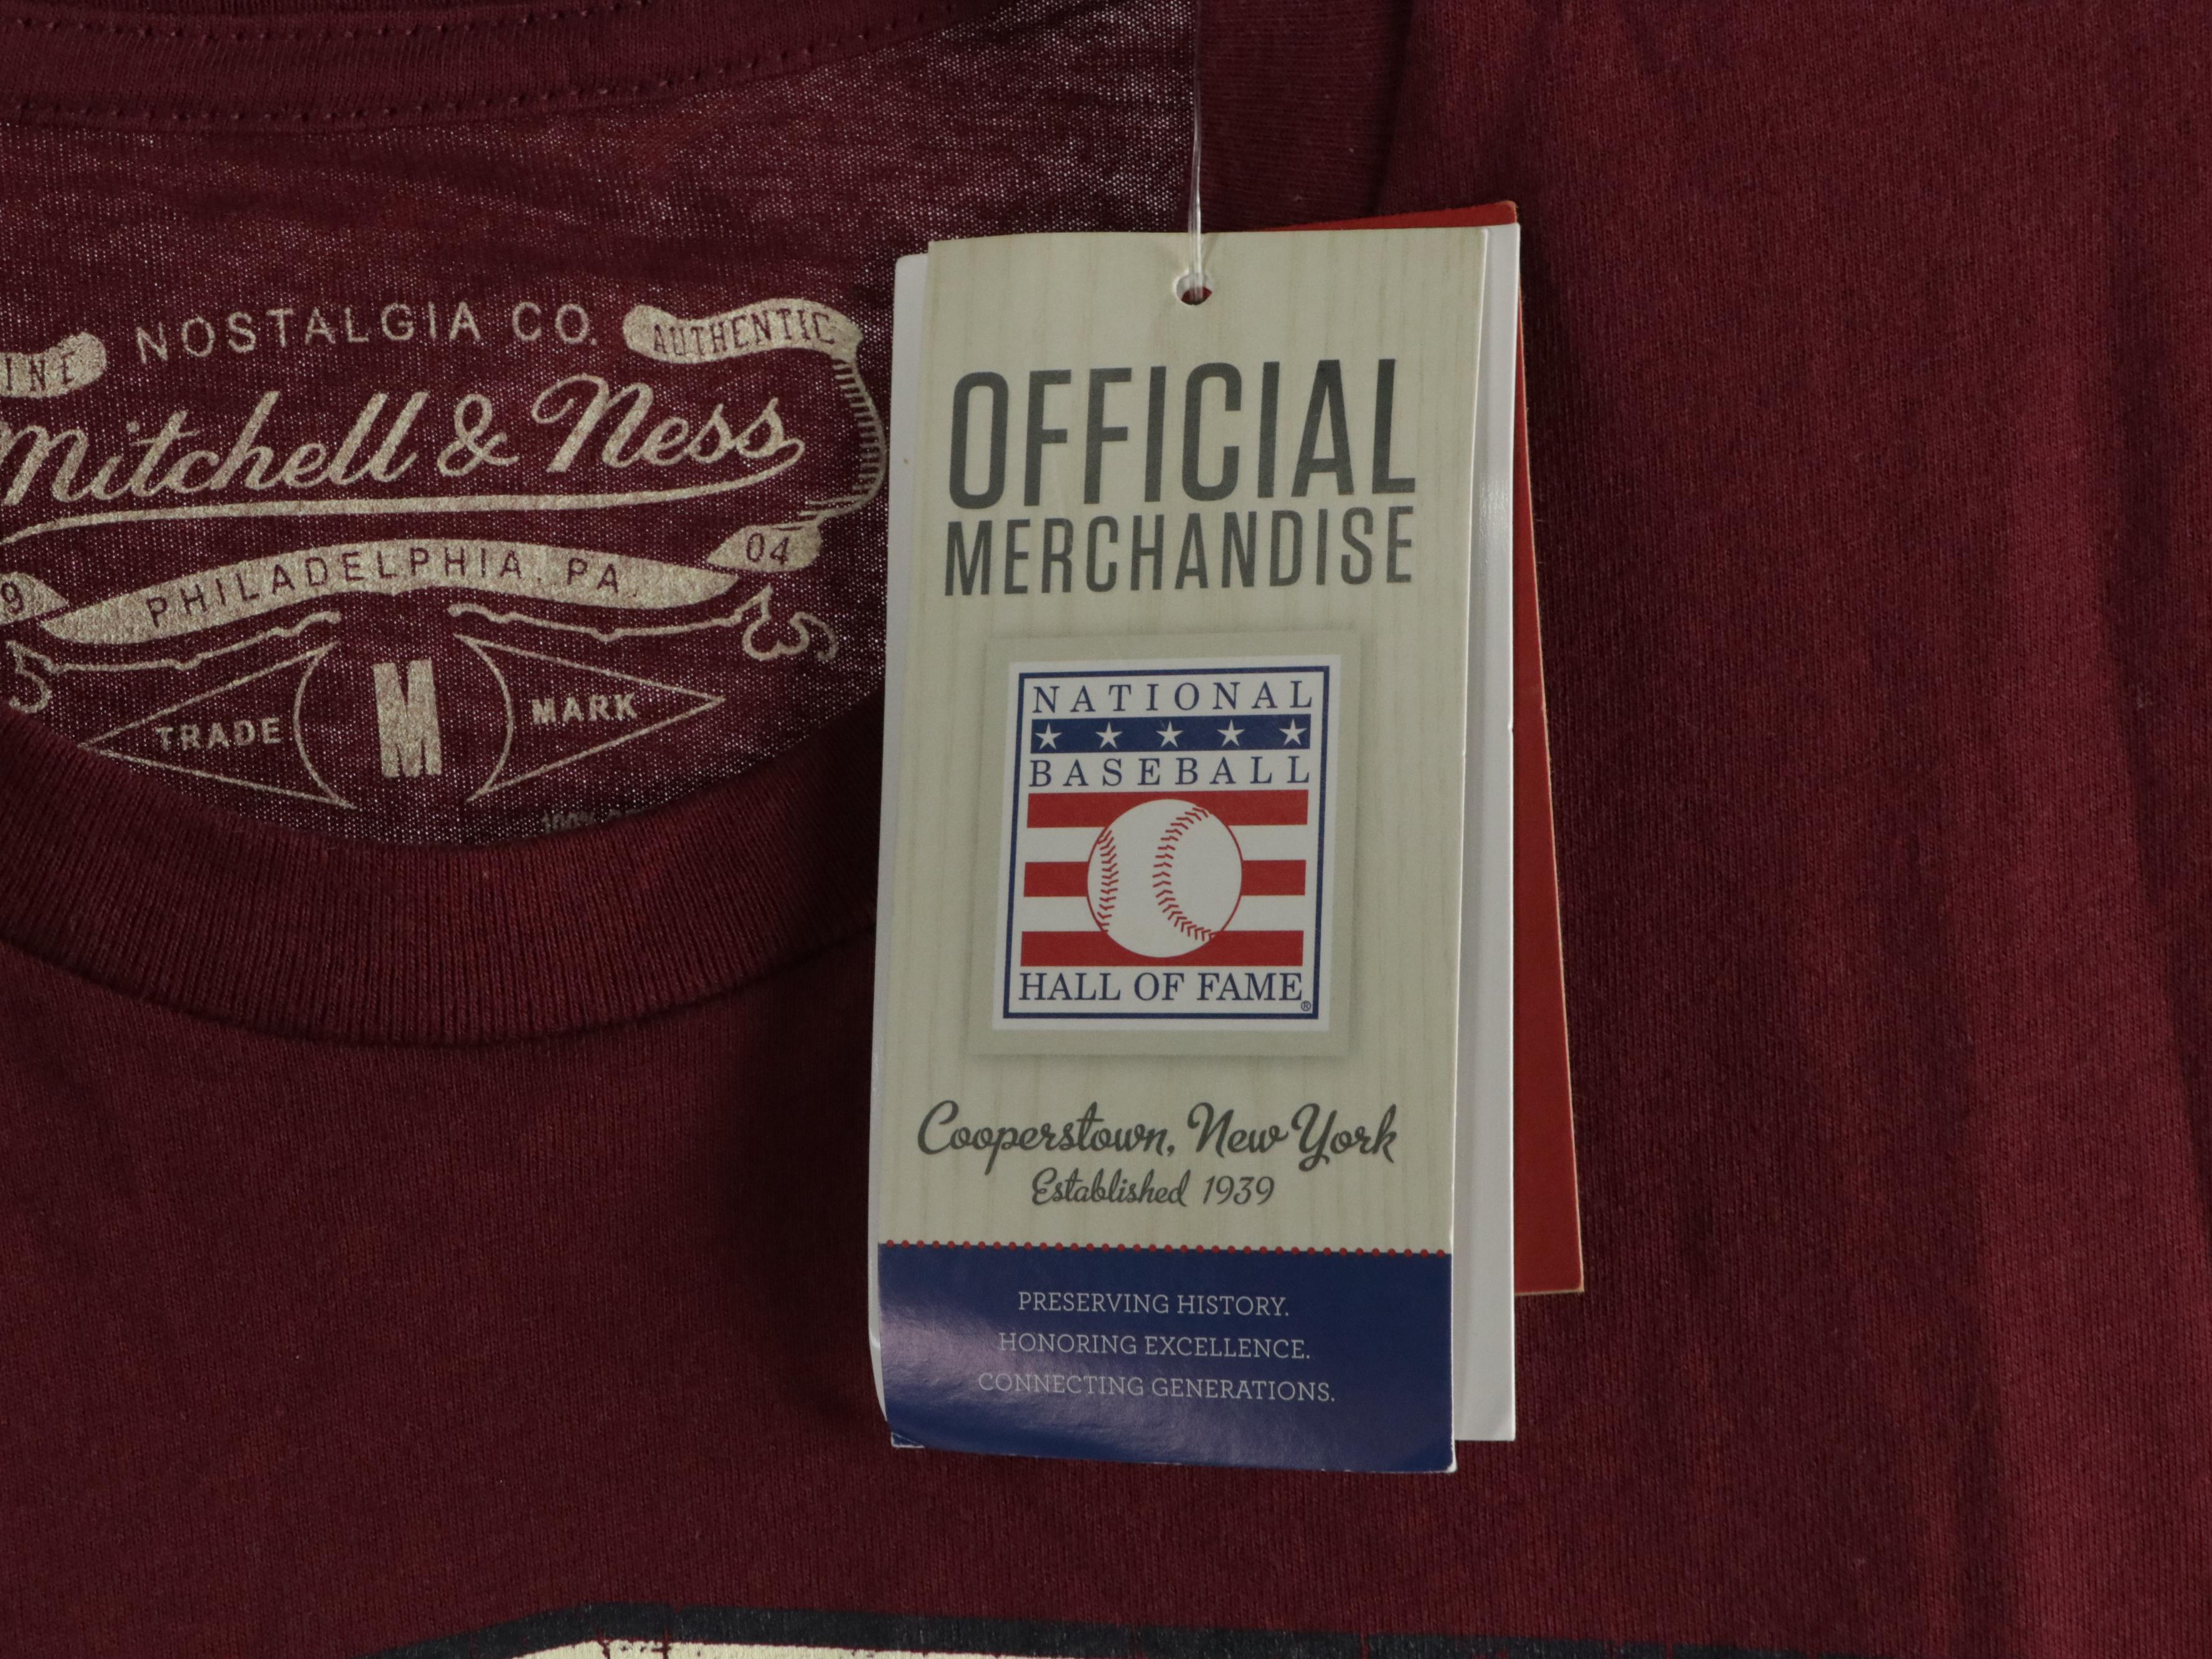 NOSTALGIA CO.
AUTHENTIC
Mitchell & Ness
PHILADELPHIA, PA.
04
TRADE
M
MARK
100%
OFFICIAL
MERCHANDISE
NATIONAL
BASEBALL
HALL OF FAME®
Cooperstown, New York
Established 1939
PRESERVING HISTORY.
HONORING EXCELLENCE.
CONNECTING GENERATIONS.